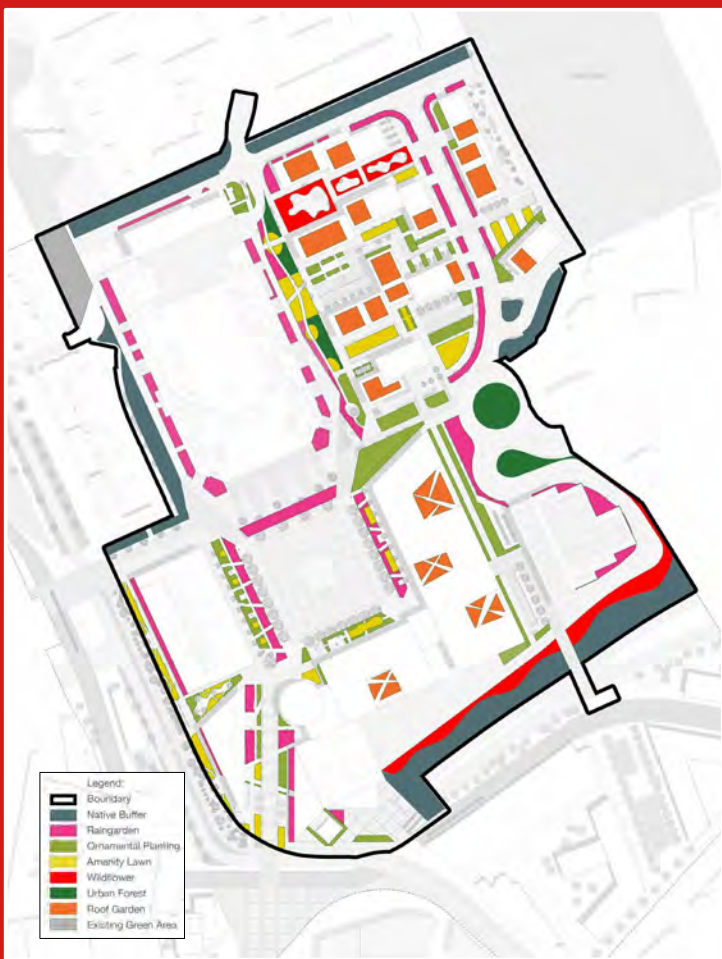 Legend:
Boundary
Native Buffer
Raingarden
Ornamental Planting
Amenity Lawn
Wildflower
Urban Forest
Roof Garden
Existing Green Area